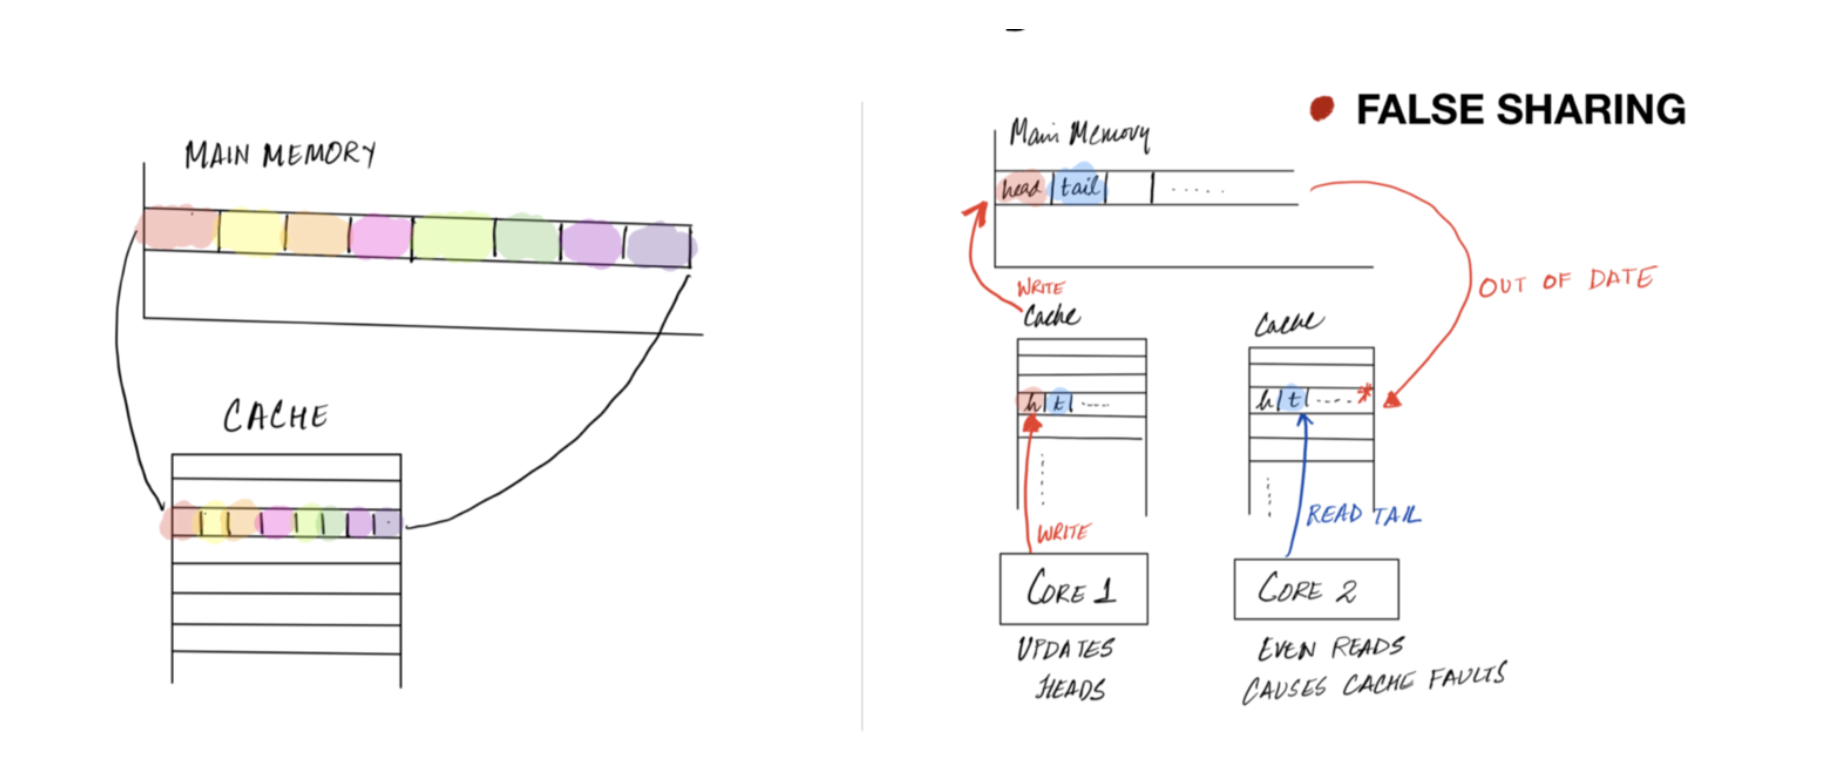 MAIN MEMORY
CACHE
FALSE SHARING
Main Memory
head tail .....
OUT OF DATE
WRITE
Cache
Cache
h t ....
h t ....
READ TAIL
WRITE
CORE 1
CORE 2
UPDATES
HEADS
EVEN READS
CAUSES CACHE FAULTS